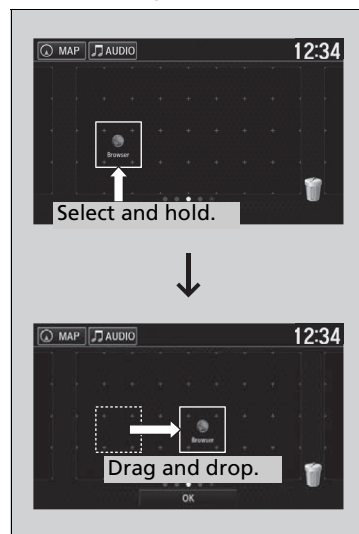 MAP AUDIO 12:34
Browser
Select and hold.
MAP AUDIO 12:34
Browser
Drag and drop.
OK